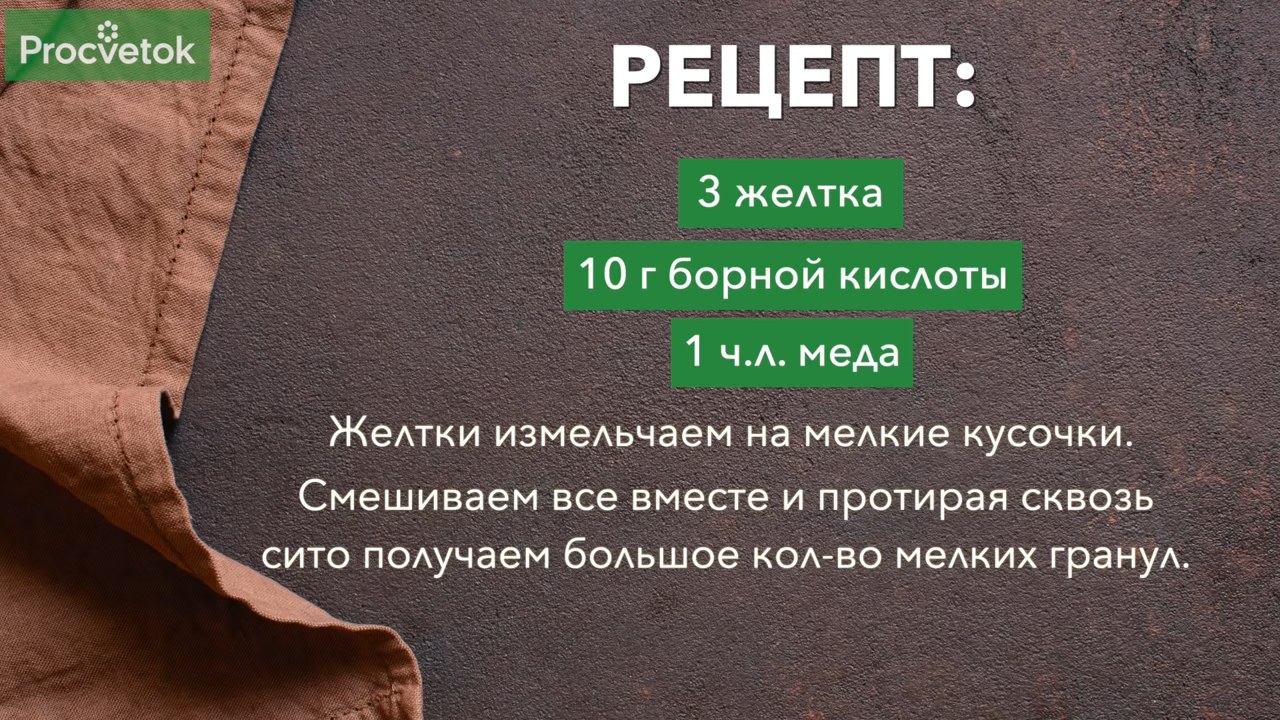 Procvetok
РЕЦЕПТ:
3 желтка
10 г борной кислоты
1 ч.л. меда
Желтки измельчаем на мелкие кусочки.
Смешиваем все вместе и протирая сквозь
сито получаем большое кол-во мелких гранул.